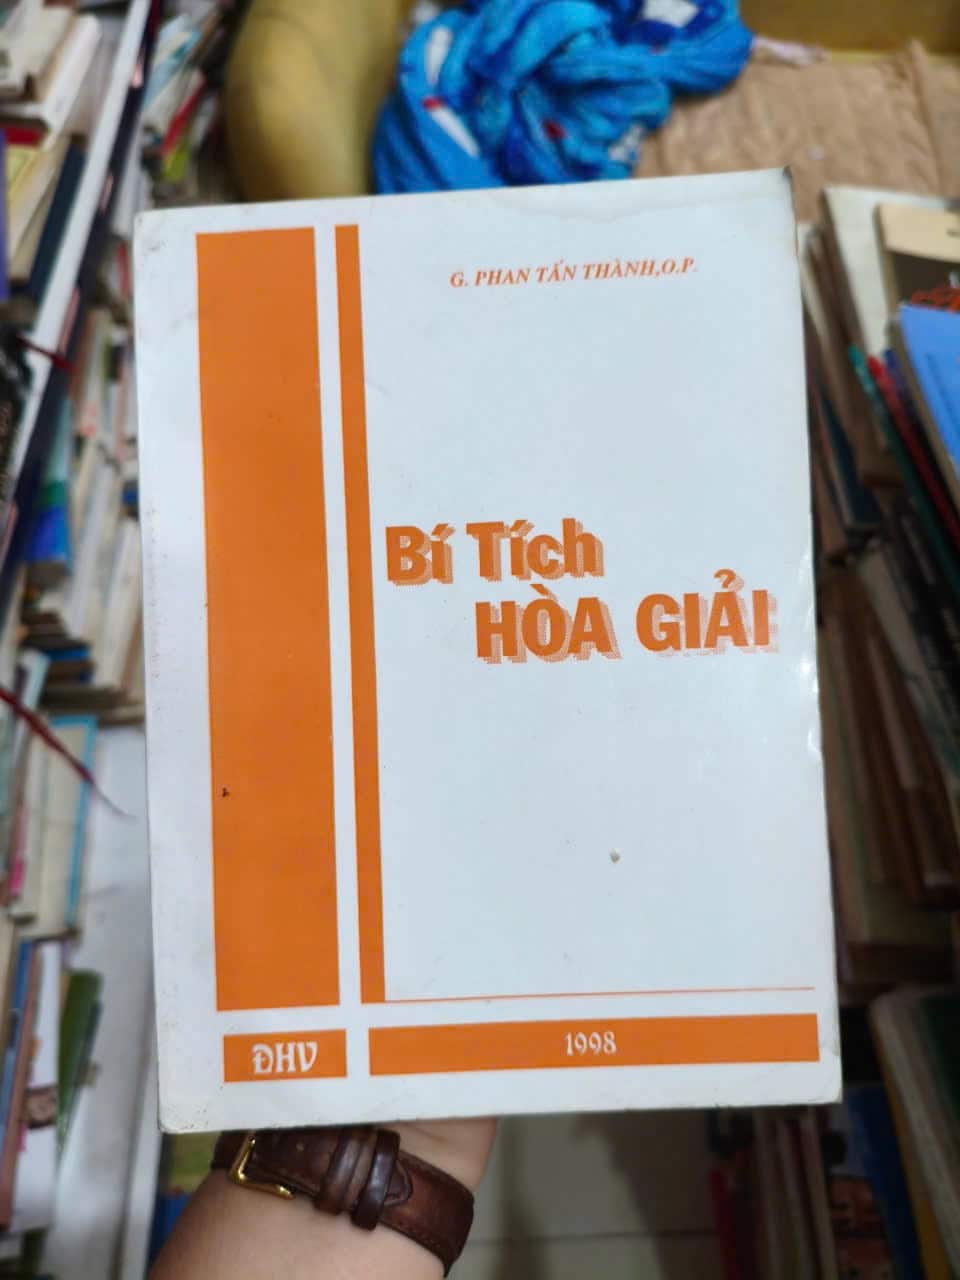 G. PHAN TẤN THÀNH,O.P.
Bí Tích
HÒA GIẢI
ĐHV
1998